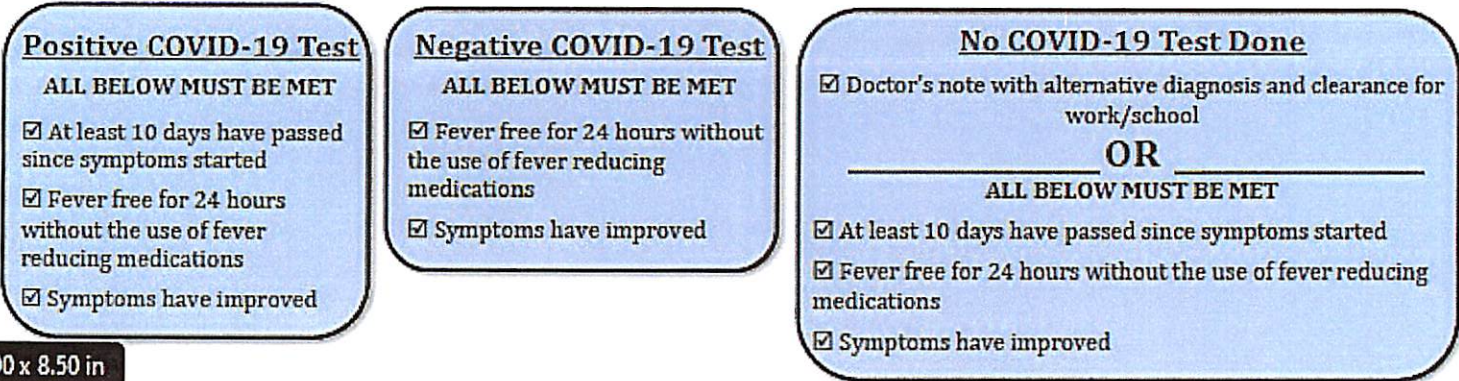 Positive COVID-19 Test
ALL BELOW MUST BE MET
☑ At least 10 days have passed
since symptoms started
☑ Fever free for 24 hours
without the use of fever
reducing medications
☑ Symptoms have improved
Negative COVID-19 Test
ALL BELOW MUST BE MET
☑ Fever free for 24 hours without
the use of fever reducing
medications
☑ Symptoms have improved
No COVID-19 Test Done
☑ Doctor's note with alternative diagnosis and clearance for
work/school
OR
ALL BELOW MUST BE MET
☑ At least 10 days have passed since symptoms started
☑ Fever free for 24 hours without the use of fever reducing
medications
☑ Symptoms have improved
x 8.50 in